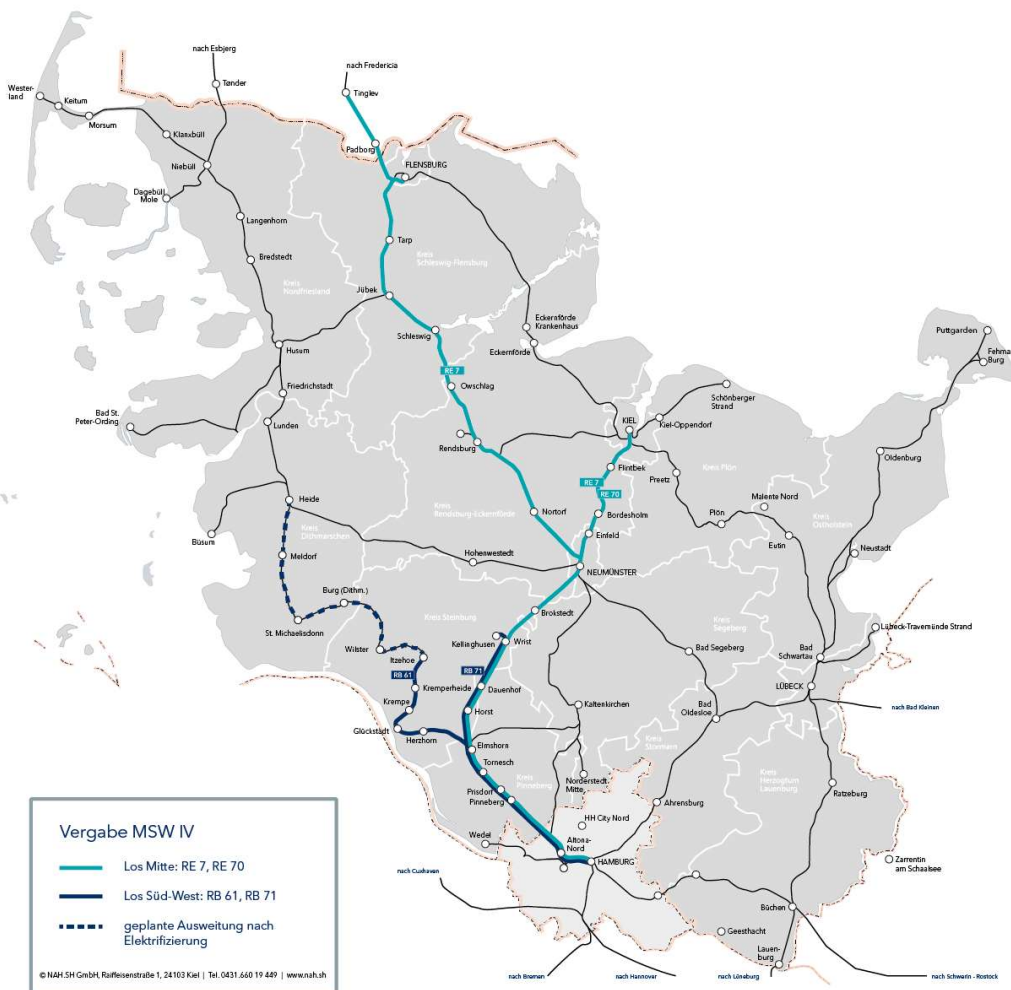 nach Esbjerg
nach Fredericia
Tønder
Tinglev
Wester-
land
Keitum
Morsum
Klanxbüll
Padborg
Niebüll
FLENSBURG
Dagebüll
Mole
Langenhorn
Tarp
Bredstedt
Kreis
Schleswig-Flensburg
Kreis
Nordfriesland
Jübek
Schleswig
Eckernförde
Krankenhaus
Eckernförde
Husum
Puttgarden
Fehma
Burg
RE 7
Owschlag
Friedrichstadt
Schönberger
Strand
Bad St.
Peter-Ording
Lunden
KIEL
Kiel-Oppendorf
Rendsburg
Flintbek
Preetz
Kreis Plön
Oldenburg
RE 7
RE 70
Heide
Nortorf
Kreis
Rendsburg-Eckernförde
Bordesholm
Malente Nord
Plön
Kreis
Ostholstein
Büsum
Kreis
Dithmarschen
Einfeld
Eutin
Neustadt
Meldorf
Hohenwestedt
NEUMÜNSTER
Burg (Dithm.)
Brokstedt
Kreis Steinburg
St. Michaelisdonn
Kreis
Segeberg
Lübeck-Travemünde Strand
Kellinghusen
Wrist
Wilster
Itzehoe
Bad Segeberg
Bad
Schwartau
RB 61
RB 71
Kremperheide
Dauenhof
LÜBECK
Krempe
Horst
Kaltenkirchen
Bad
Oldesloe
nach Bad Kleinen
Glückstadt
Herzhorn
Elmshorn
Kreis
Stormarn
Tornesch
Kreis
Pinneberg
Norderstedt
Mitte
Kreis
Herzogtum
Lauenburg
Prisdorf
Pinneberg
Ratzeburg
Ahrensburg
HH City Nord
Wedel
Altona-
Nord
HAMBURG
Zarrentin
am Schaalsee
nach Cuxhaven
Büchen
Geesthacht
Lauen-
burg
nach Bremen
nach Hannover
nach Lüneburg
nach Schwerin - Rostock
Vergabe MSW IV
Los Mitte: RE 7, RE 70
Los Süd-West: RB 61, RB 71
geplante Ausweitung nach
Elektrifizierung
© NAH.SH GmbH, Raiffeisenstraße 1, 24103 Kiel | Tel. 0431.660 19 449 | www.nah.sh